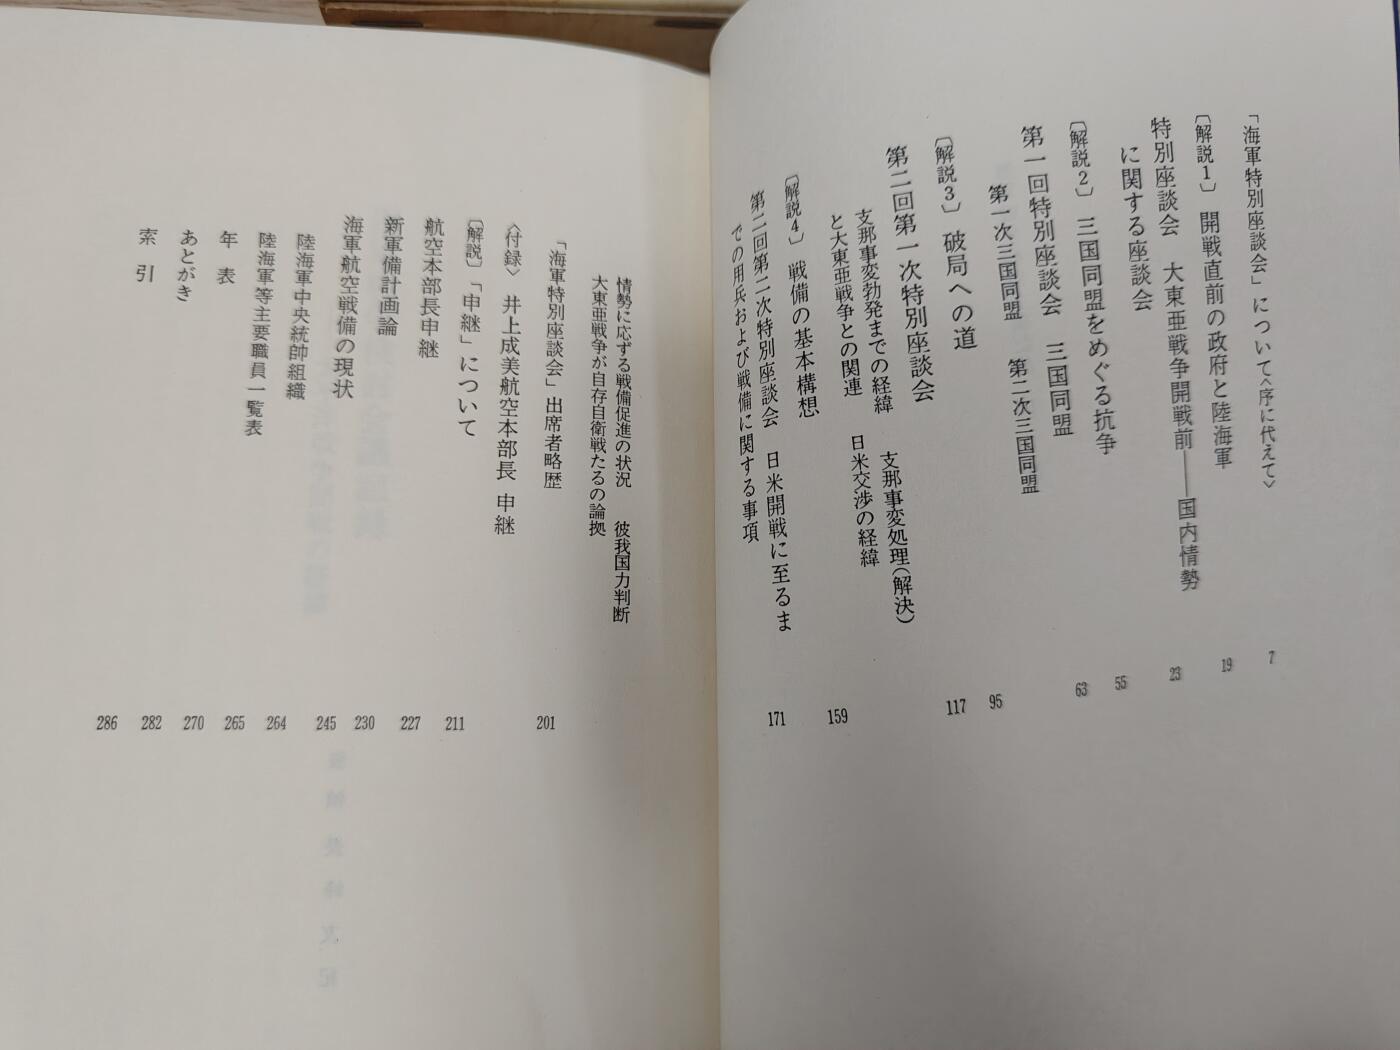 「海軍特別座談会」について〈序に代えて〉 7
〔解説1〕 開戦直前の政府と陸海軍 19
特別座談会 大東亜戦争開戦前――国内情勢
に関する座談会 23
〔解説2〕 三国同盟をめぐる抗争 55
第一回特別座談会 三国同盟 63
第一次三国同盟 第二次三国同盟
〔解説3〕 破局への道 95
第二回第一次特別座談会 117
支那事変勃発までの経緯 支那事変処理(解決)
と大東亜戦争との関連 日米交渉の経緯
〔解説4〕 戦備の基本構想 159
第二回第二次特別座談会 日米開戦に至るま
での用兵および戦備に関する事項 171
情勢に応ずる戦備促進の状況 彼我国力判断
大東亜戦争が自存自衛戦たるの論拠
「海軍特別座談会」出席者略歴 201
〈付録〉 井上成美航空本部長 申継
〔解説〕「申継」について 211
航空本部長申継 227
新軍備計画論 230
海軍航空戦備の現状 245
陸海軍中央統帥組織 264
陸海軍等主要職員一覧表 265
年表 270
あとがき 282
索引 286